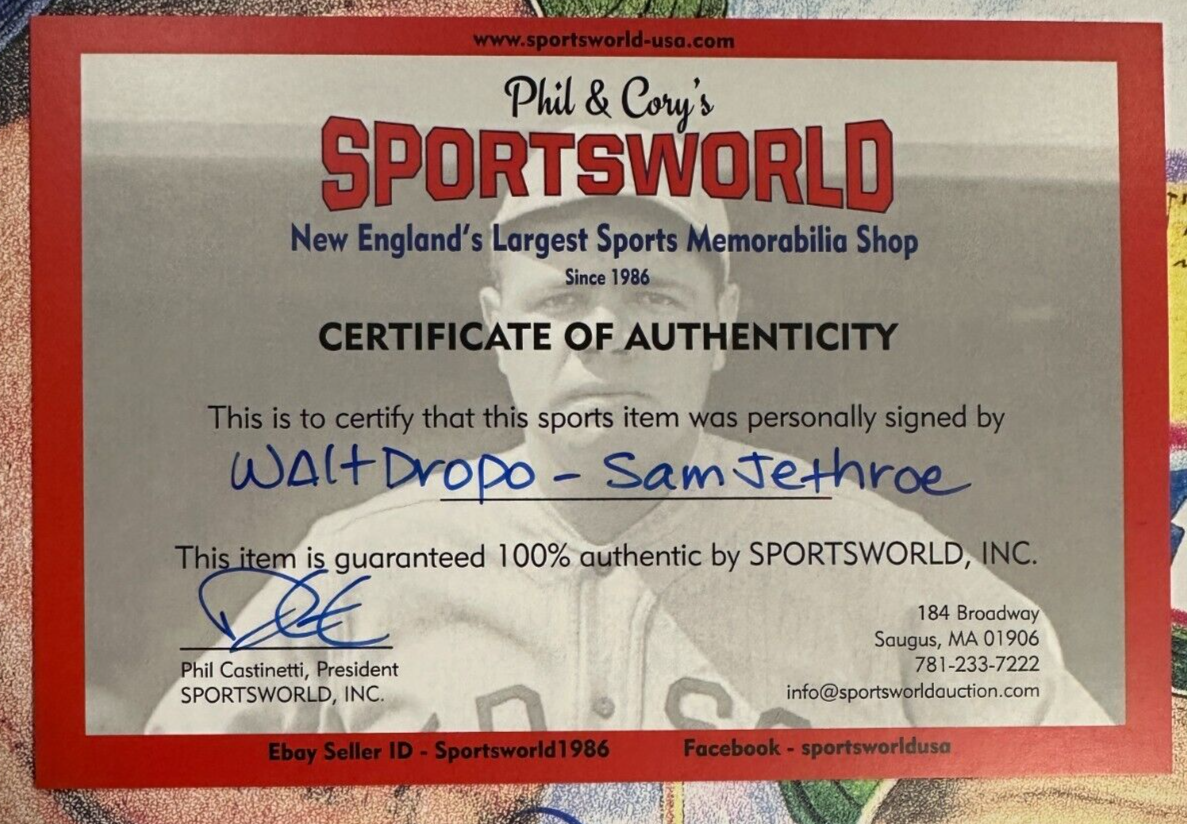 www.sportsworld-usa.com
Phil & Cory's
SPORTSWORLD
New England's Largest Sports Memorabilia Shop
Since 1986
CERTIFICATE OF AUTHENTICITY
This is to certify that this sports item was personally signed by
Walt Dropo - Sam Jethroe
This item is guaranteed 100% authentic by SPORTSWORLD, INC.
Phil Castinetti, President
SPORTSWORLD, INC.
184 Broadway
Saugus, MA 01906
781-233-7222
info@sportsworldauction.com
Ebay Seller ID - Sportsworld1986
Facebook - sportsworldusa